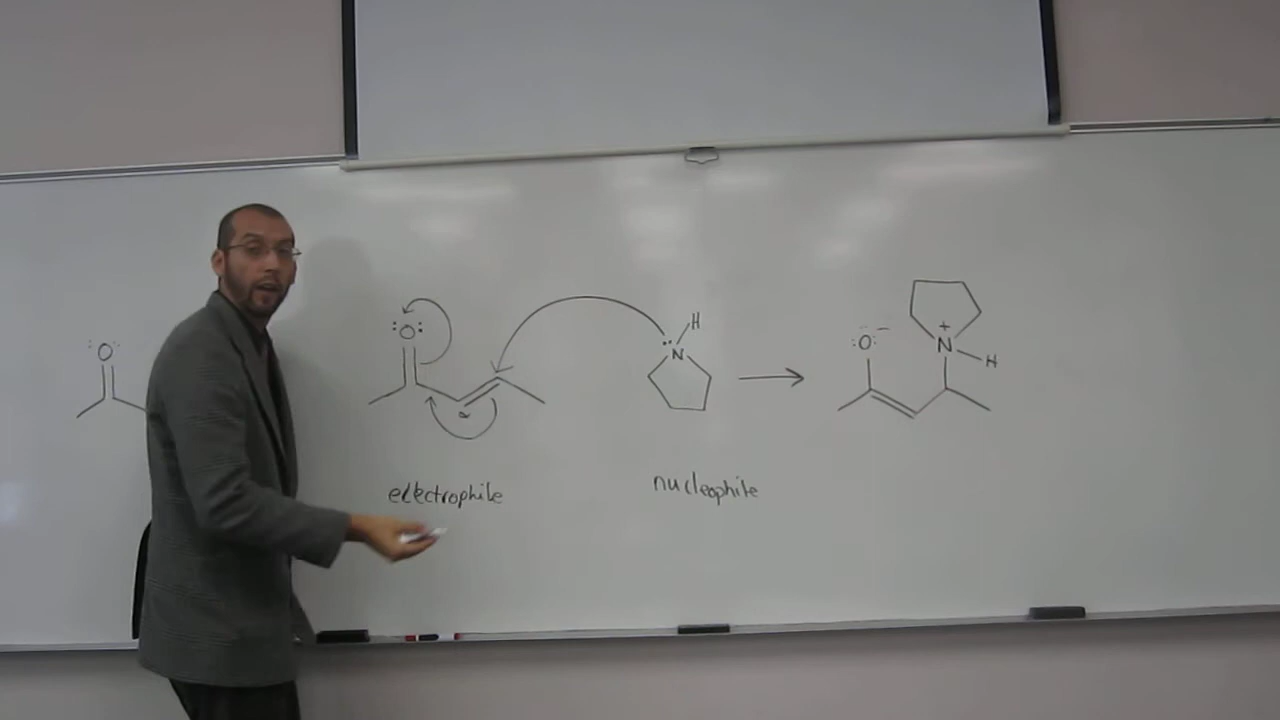 :O:
:O:
H
:N
α
:O: −
+
N
H
electrophile
nucleophile